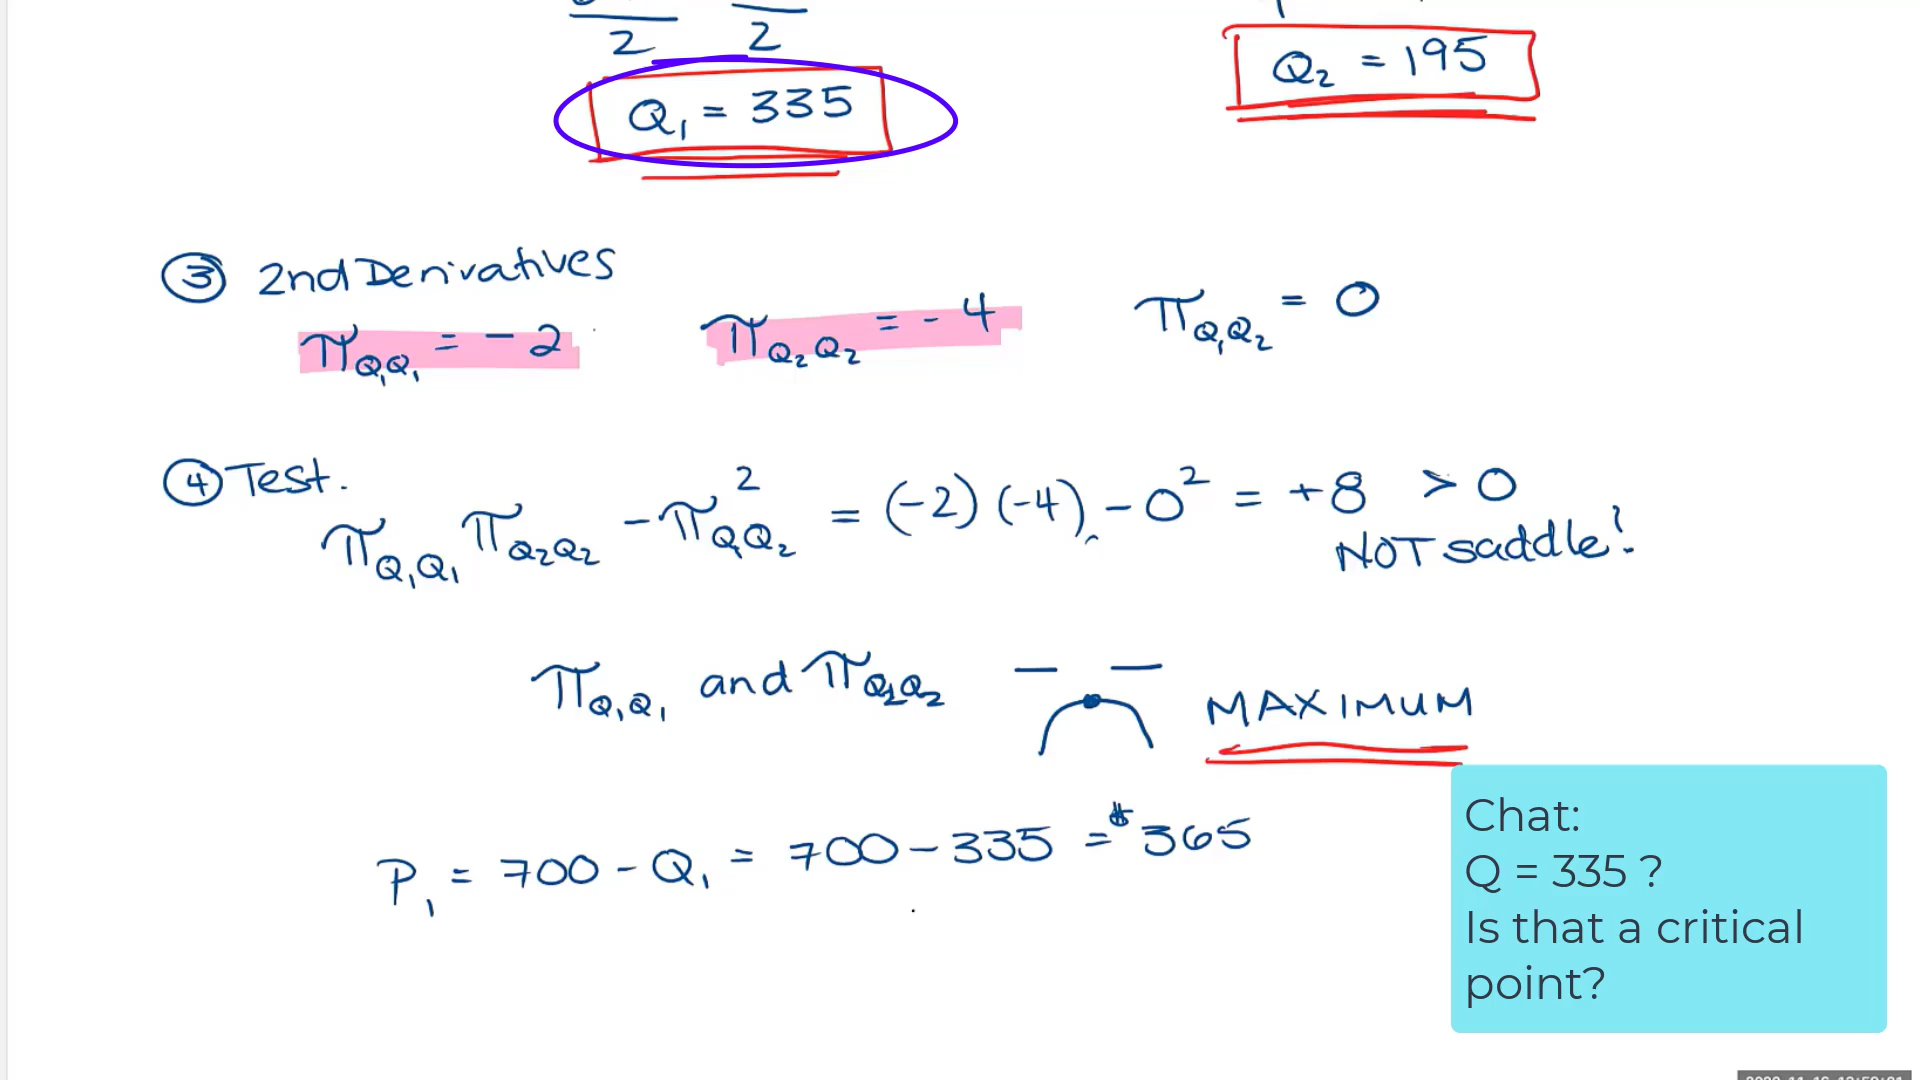 2 2
Q₁ = 335
Q₂ = 195
③ 2nd Derivatives
π_Q₁Q₁ = - 2 π_Q₂Q₂ = - 4 π_Q₁Q₂ = 0
④ Test.
π_Q₁Q₁ π_Q₂Q₂ - π²_Q₁Q₂ = (-2) (-4) - 0² = +8 > 0
NOT saddle!
π_Q₁Q₁ and π_Q₂Q₂ — — MAXIMUM
P₁ = 700 - Q₁ = 700 - 335 = $365
Chat:
Q = 335 ?
Is that a critical
point?